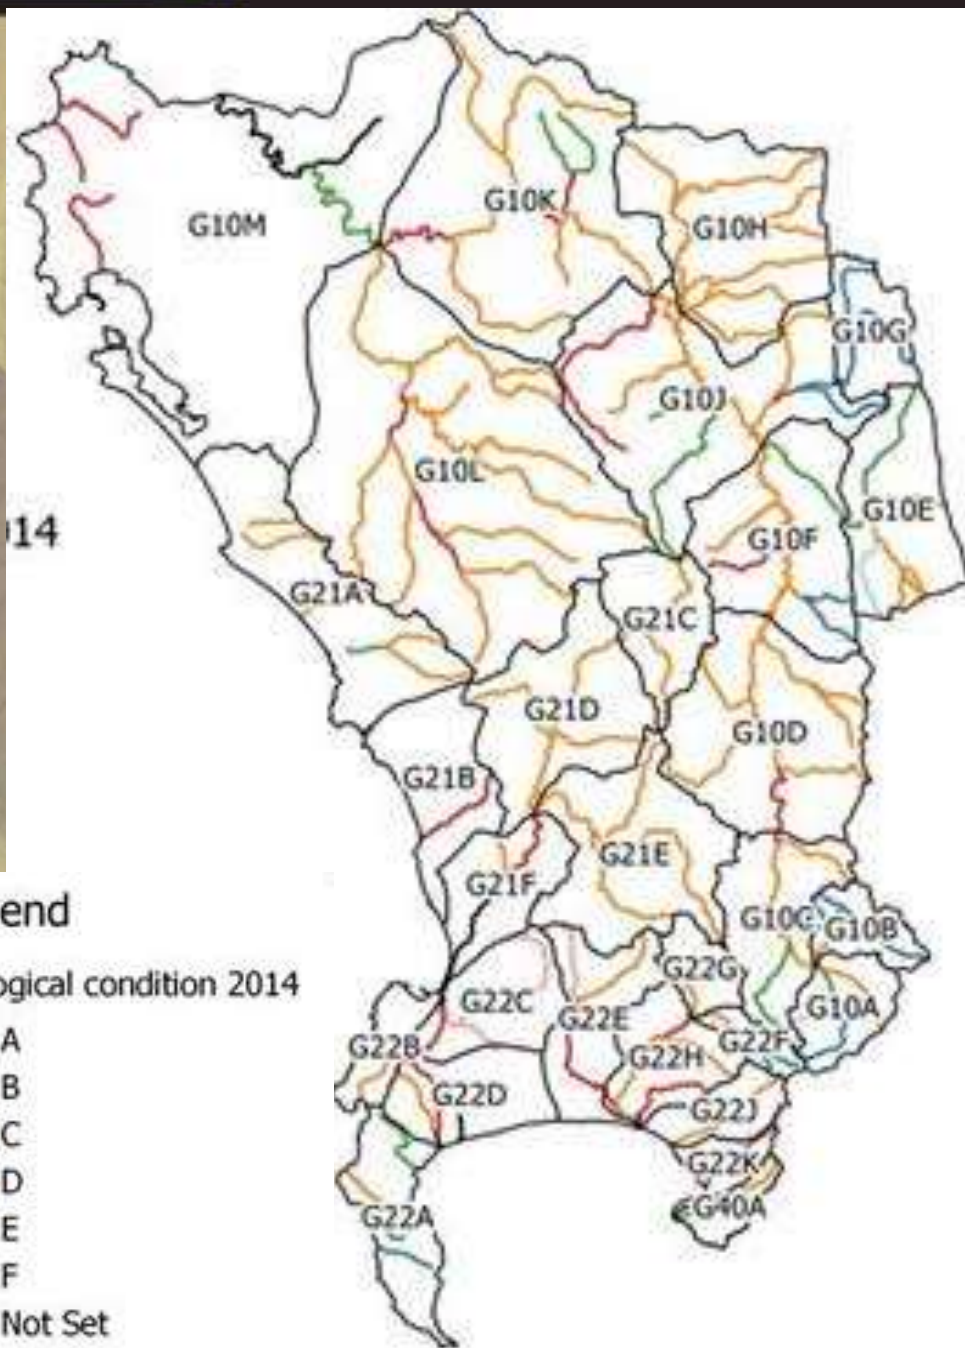 G10M
G10K
G10H
G10G
G10J
G10L
G10E
014
G10F
G21A
G21C
G21D
G10D
G21B
G21E
G21F
G10C
G10B
G22G
G22C
G10A
G22E
G22F
G22B
G22H
G22D
G22J
G22K
G40A
G22A
end
ogical condition 2014
A
B
C
D
E
F
Not Set